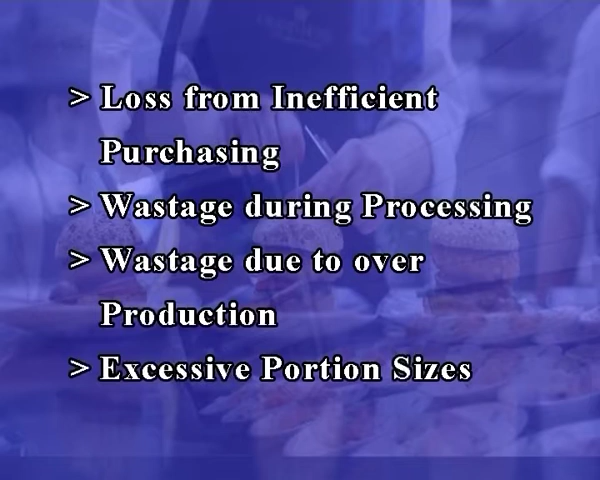 > Loss from Inefficient
Purchasing
> Wastage during Processing
> Wastage due to over
Production
> Excessive Portion Sizes